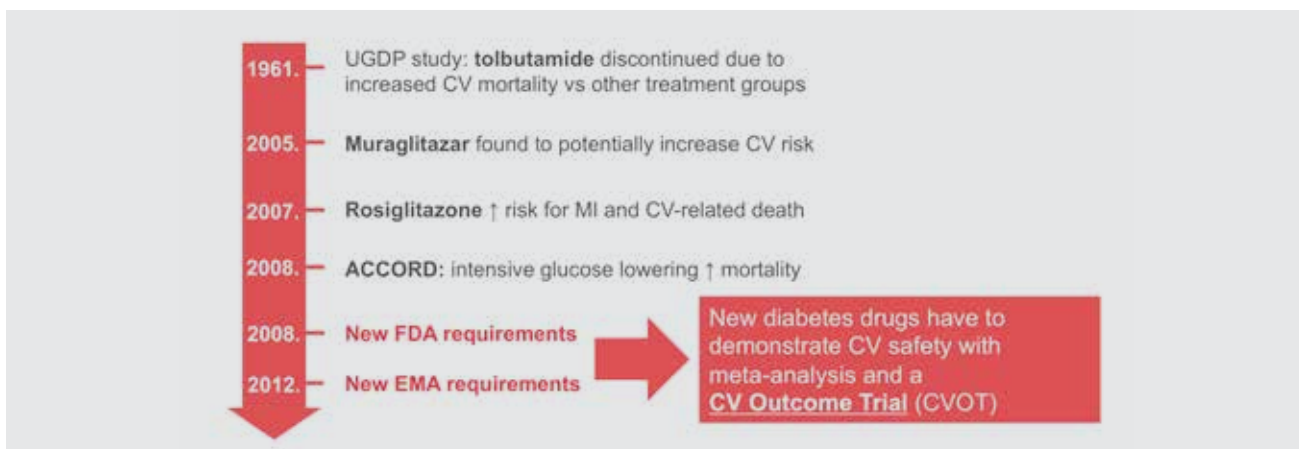 1961.
UGDP study: tolbutamide discontinued due to
increased CV mortality vs other treatment groups
2005.
Muraglitazar found to potentially increase CV risk
2007.
Rosiglitazone ↑ risk for MI and CV-related death
2008.
ACCORD: intensive glucose lowering ↑ mortality
2008.
New FDA requirements
2012.
New EMA requirements
New diabetes drugs have to
demonstrate CV safety with
meta-analysis and a
CV Outcome Trial (CVOT)